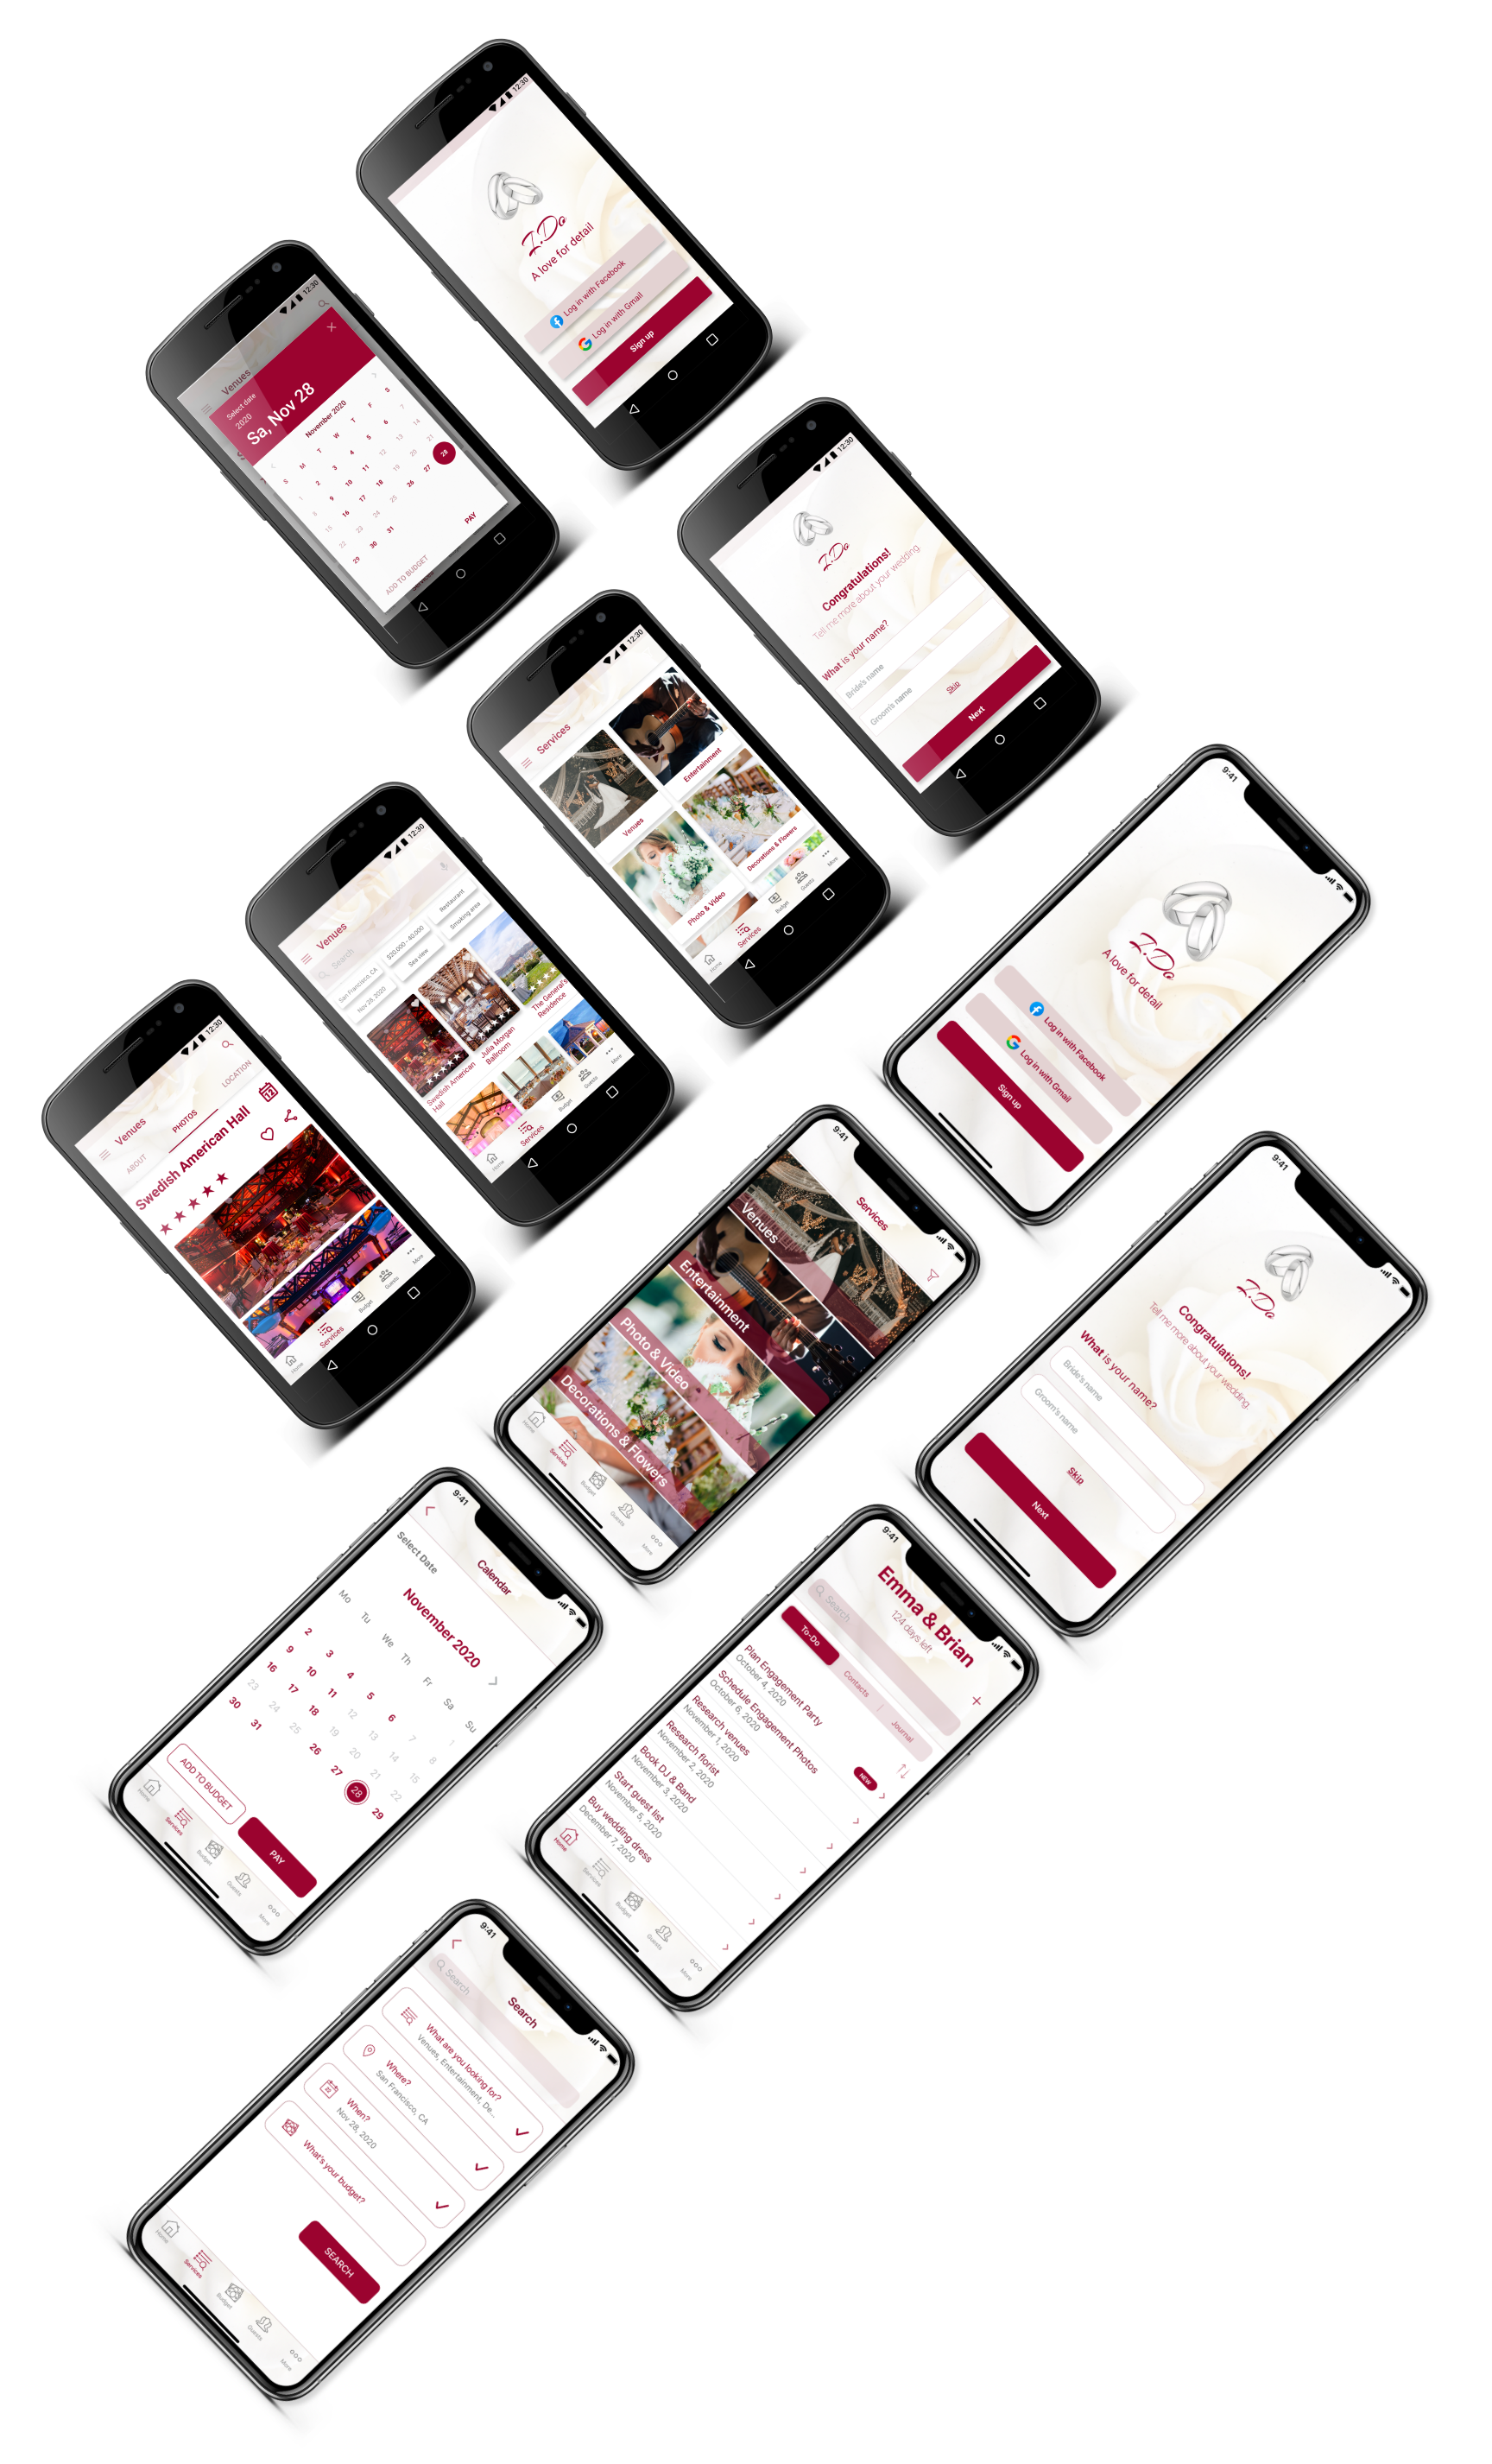 12:30
I.Do
A love for detail
Log in with Facebook
Log in with Gmail
Sign up
12:30
Venues
Select date
2020
Sa, Nov 28
November 2020
S M T W T F S
1 2 3 4 5 6 7
8 9 10 11 12 13 14
15 16 17 18 19 20 21
22 23 24 25 26 27 28
29 30 31
ADD TO BUDGET
PAY
12:30
I.Do
Congratulations!
Tell me more about your wedding.
What is your name?
Bride's name
Groom's name
Skip
Next
12:30
Services
Venues
Entertainment
Photo & Video
Decorations & Flowers
Home
Services
Budget
Guests
More
12:30
Venues
Search
San Francisco, CA
$20.000 - 40.000
Restaurant
Nov 28, 2020
Sea view
Smoking area
Swedish American
Hall
Julia Morgan
Ballroom
The General's
Residence
Home
Services
Budget
Guests
More
12:30
Venues
ABOUT
PHOTOS
LOCATION
Swedish American Hall
12
Home
Services
Budget
Guests
More
9:41
I.Do
A love for detail
Log in with Facebook
Log in with Gmail
Sign up
9:41
Services
Venues
Entertainment
Photo & Video
Decorations & Flowers
Home
Services
Budget
Guests
More
9:41
I.Do
Congratulations!
Tell me more about your wedding.
What is your name?
Bride's name
Groom's name
Skip
Next
9:41
Calendar
Select Date
November 2020
Mo Tu We Th Fr Sa Su
1
2 3 4 5 6 7 8
9 10 11 12 13 14 15
16 17 18 19 20 21 22
23 24 25 26 27 28 29
30 31
ADD TO BUDGET
PAY
Home
Services
Budget
Guests
More
9:41
Emma & Brian
124 days left
Search
To-Do
Contacts
Journal
Plan Engagement Party
October 4, 2020
NEW
Schedule Engagement Photos
October 6, 2020
Research venues
November 1, 2020
Research florist
November 2, 2020
Book DJ & Band
November 3, 2020
Start guest list
November 5, 2020
Buy wedding dress
December 7, 2020
Home
Services
Budget
Guests
More
9:41
Search
Search
What are you looking for?
Venues, Entertainment, De...
Where?
San Francisco, CA
When?
Nov 28, 2020
What's your budget?
SEARCH
Home
Services
Budget
Guests
More